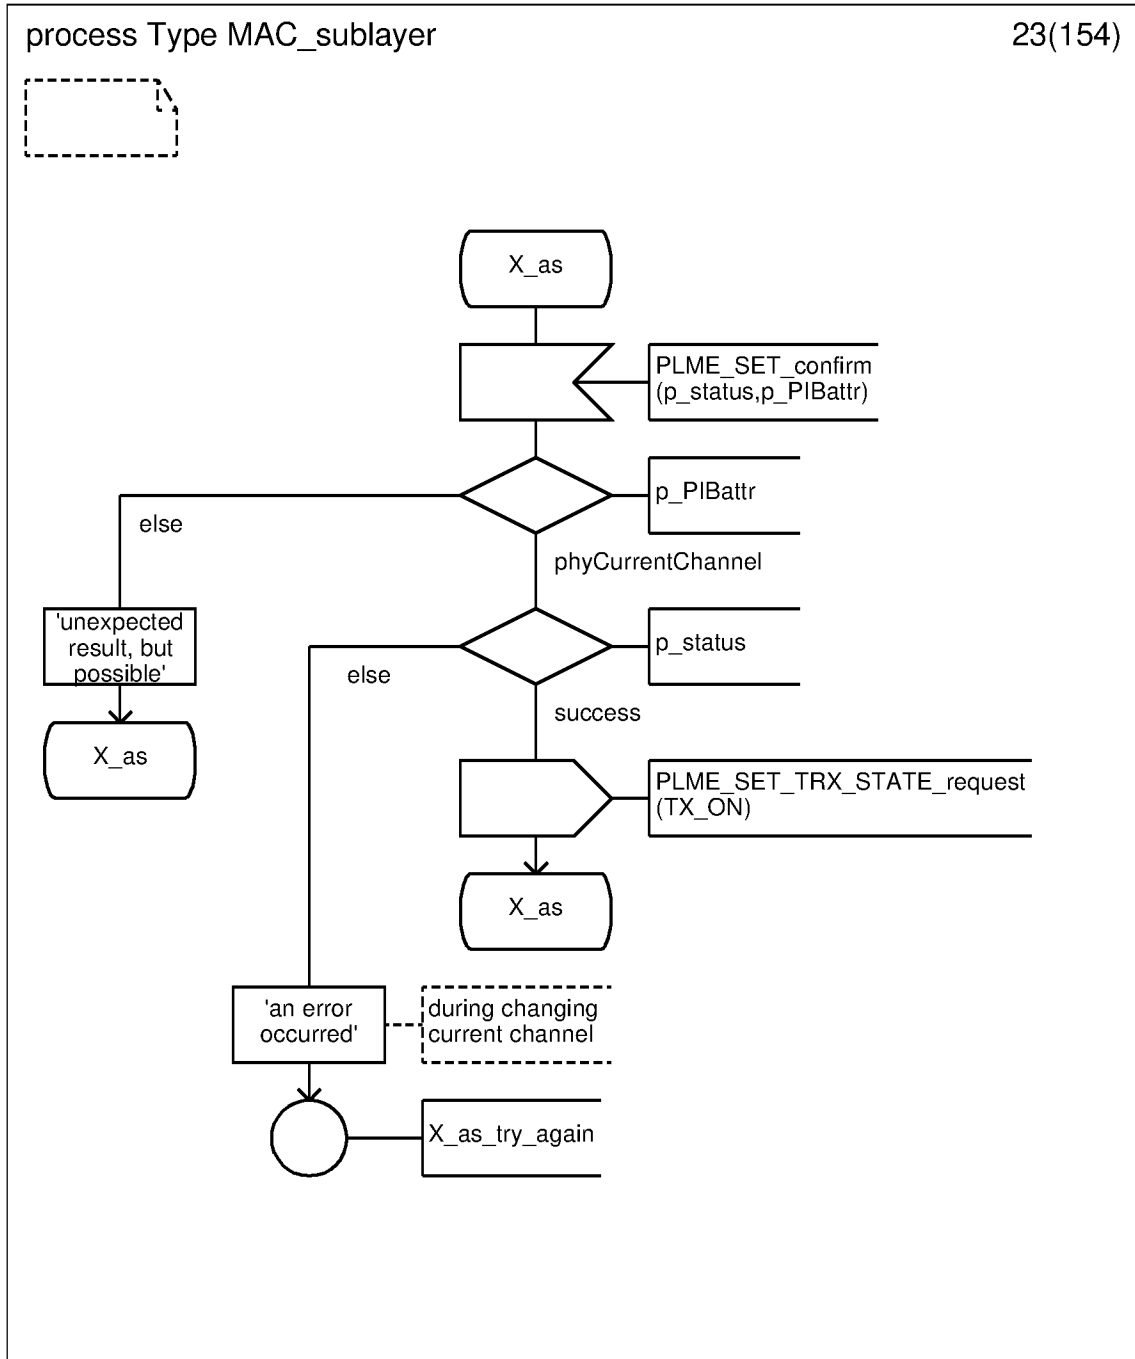 process Type MAC_sublayer
23(154)
X_as
PLME_SET_confirm
(p_status,p_PIBattr)
p_PIBattr
else
phyCurrentChannel
'unexpected
result, but
possible'
p_status
else
success
X_as
PLME_SET_TRX_STATE_request
(TX_ON)
X_as
'an error
occurred'
during changing
current channel
X_as_try_again